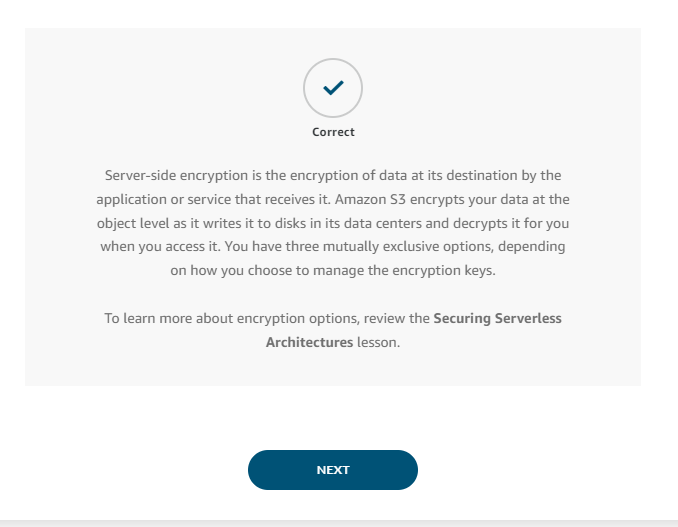 Correct
Server-side encryption is the encryption of data at its destination by the
application or service that receives it. Amazon S3 encrypts your data at the
object level as it writes it to disks in its data centers and decrypts it for you
when you access it. You have three mutually exclusive options, depending
on how you choose to manage the encryption keys.
To learn more about encryption options, review the Securing Serverless
Architectures lesson.
NEXT